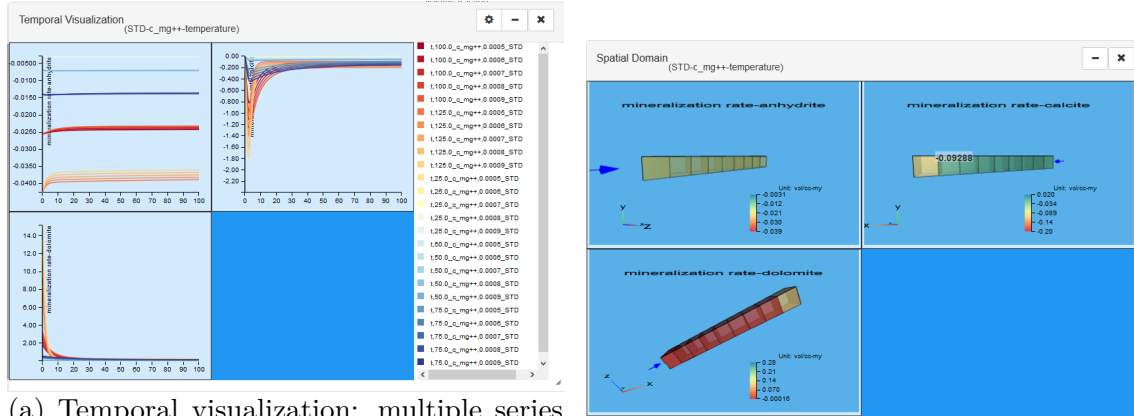 Temporal Visualization
(STD-c_mg++-temperature)
-0.00500
-0.0100
-0.0150
-0.0200
-0.0250
-0.0300
-0.0350
-0.0400
mineralization rate-anhydrite
0 10 20 30 40 50 60 70 80 90 100
0.00
-0.200
-0.400
-0.600
-0.800
-1.00
-1.20
-1.40
-1.60
-1.80
-2.00
-2.20
0 10 20 30 40 50 60 70 80 90 100
14.0
12.0
10.0
8.00
6.00
4.00
2.00
mineralization rate-dolomite
0 10 20 30 40 50 60 70 80 90 100
t,100.0_c_mg++,0.0005_STD
t,100.0_c_mg++,0.0006_STD
t,100.0_c_mg++,0.0007_STD
t,100.0_c_mg++,0.0008_STD
t,100.0_c_mg++,0.0009_STD
t,125.0_c_mg++,0.0005_STD
t,125.0_c_mg++,0.0006_STD
t,125.0_c_mg++,0.0007_STD
t,125.0_c_mg++,0.0008_STD
t,125.0_c_mg++,0.0009_STD
t,25.0_c_mg++,0.0005_STD
t,25.0_c_mg++,0.0006_STD
t,25.0_c_mg++,0.0007_STD
t,25.0_c_mg++,0.0008_STD
t,25.0_c_mg++,0.0009_STD
t,50.0_c_mg++,0.0005_STD
t,50.0_c_mg++,0.0006_STD
t,50.0_c_mg++,0.0007_STD
t,50.0_c_mg++,0.0008_STD
t,50.0_c_mg++,0.0009_STD
t,75.0_c_mg++,0.0005_STD
t,75.0_c_mg++,0.0006_STD
t,75.0_c_mg++,0.0007_STD
t,75.0_c_mg++,0.0008_STD
t,75.0_c_mg++,0.0009_STD
(a) Temporal visualization: multiple series
Spatial Domain
(STD-c_mg++-temperature)
mineralization rate-anhydrite
Unit: vol/co-my
-0.0031
-0.012
-0.021
-0.030
-0.039
Y
X
Z
mineralization rate-calcite
-0.09288
Unit: vol/co-my
0.020
-0.034
-0.089
-0.14
-0.20
Y
X
mineralization rate-dolomite
Unit: vol/co-my
0.28
0.21
0.14
0.070
-0.00016
Z
Y
X